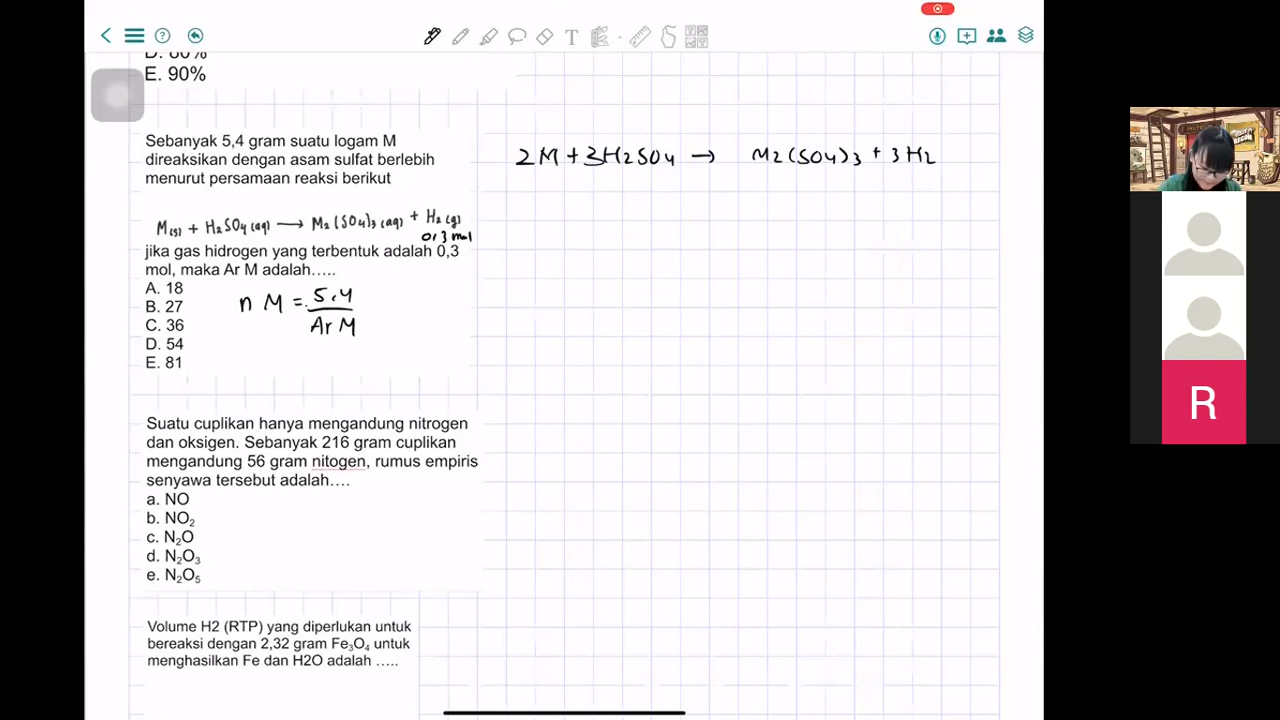 D. 80%
E. 90%
Sebanyak 5,4 gram suatu logam M
direaksikan dengan asam sulfat berlebih
menurut persamaan reaksi berikut
M(s) + H2SO4(aq) → M2(SO4)3(aq) + H2(g)
0,3 mol
jika gas hidrogen yang terbentuk adalah 0,3
mol, maka Ar M adalah…..
A. 18
B. 27
C. 36
D. 54
E. 81
n M = 5,4
Ar M
2M + 3H2SO4 → M2(SO4)3 + 3H2
Suatu cuplikan hanya mengandung nitrogen
dan oksigen. Sebanyak 216 gram cuplikan
mengandung 56 gram nitogen, rumus empiris
senyawa tersebut adalah….
a. NO
b. NO2
c. N2O
d. N2O3
e. N2O5
Volume H2 (RTP) yang diperlukan untuk
bereaksi dengan 2,32 gram Fe3O4 untuk
menghasilkan Fe dan H2O adalah …..
T
R